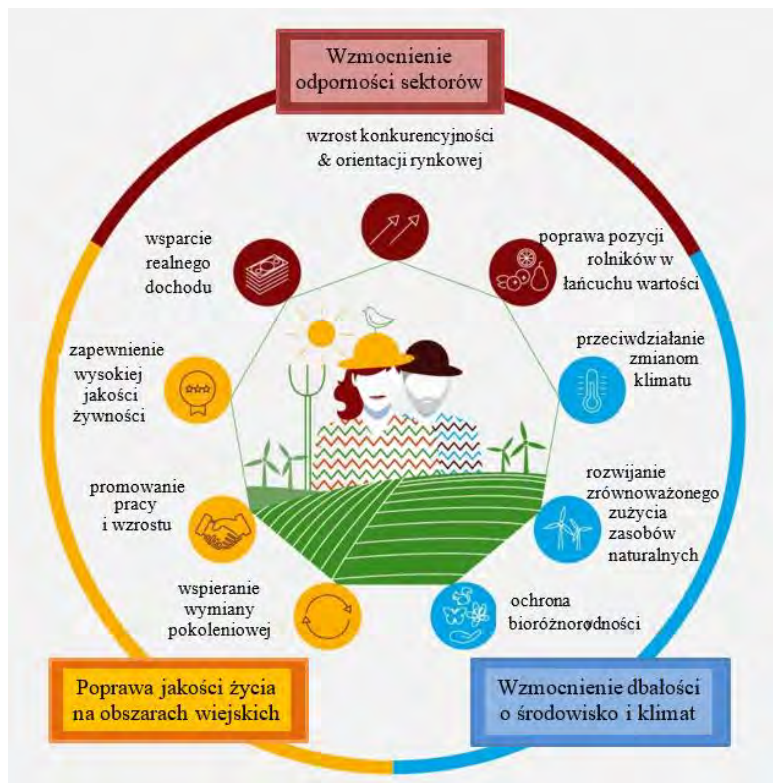 Wzmocnienie
odporności sektorów
wzrost konkurencyjności
& orientacji rynkowej
wsparcie
realnego
dochodu
poprawa pozycji
rolników w
łańcuchu wartości
zapewnienie
wysokiej
jakości
żywności
przeciwdziałanie
zmianom
klimatu
promowanie
pracy
i wzrostu
rozwijanie
zrównoważonego
zużycia
zasobów
naturalnych
wspieranie
wymiany
pokoleniowej
ochrona
bioróżnorodności
Poprawa jakości życia
na obszarach wiejskich
Wzmocnienie dbałości
o środowisko i klimat